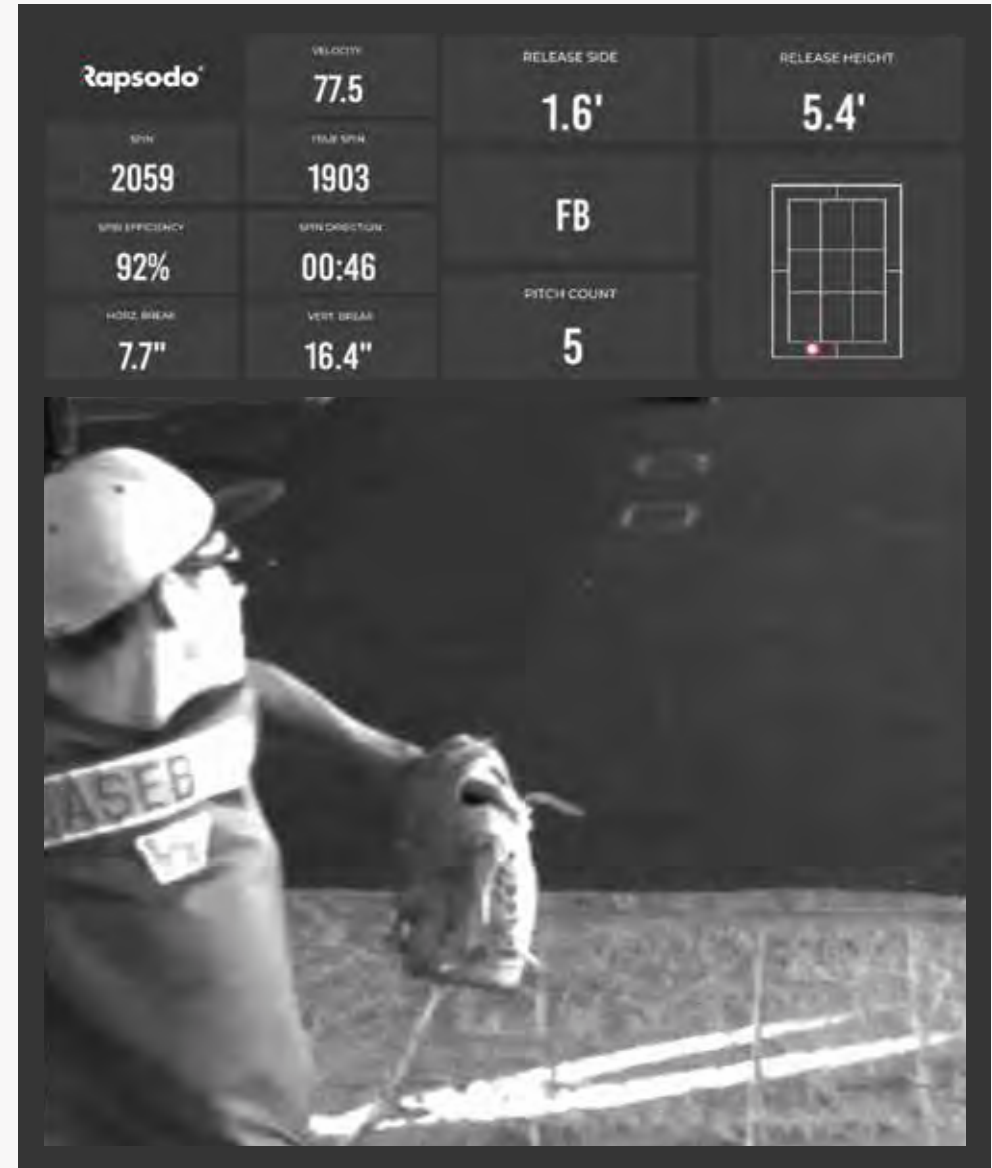 Rapsodo
VELOCITY
77.5
RELEASE SIDE
1.6'
RELEASE HEIGHT
5.4'
SPIN
2059
TRUE SPIN
1903
FB
SPIN EFFICIENCY
92%
SPIN DIRECTION
00:46
PITCH COUNT
5
HORZ. BREAK
7.7"
VERT. BREAK
16.4"
ASEB